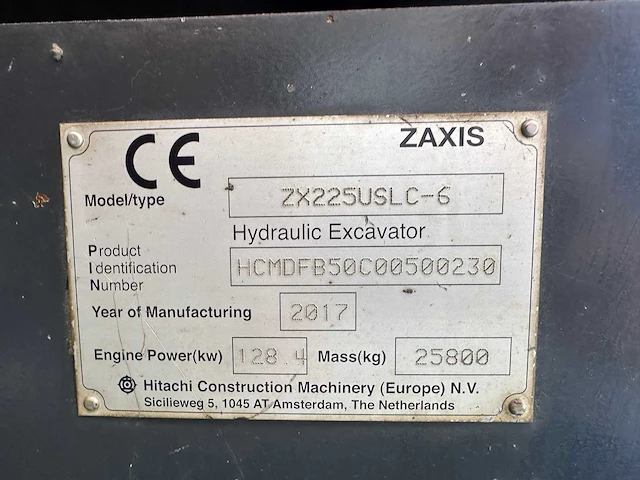 CE ZAXIS
Model/type ZX225USLC-6
Hydraulic Excavator
Product
Identification HCMDFB50C00500230
Number
Year of Manufacturing 2017
Engine Power(kw) 128.4 Mass(kg) 25800
Hitachi Construction Machinery (Europe) N.V.
Sicilieweg 5, 1045 AT Amsterdam, The Netherlands